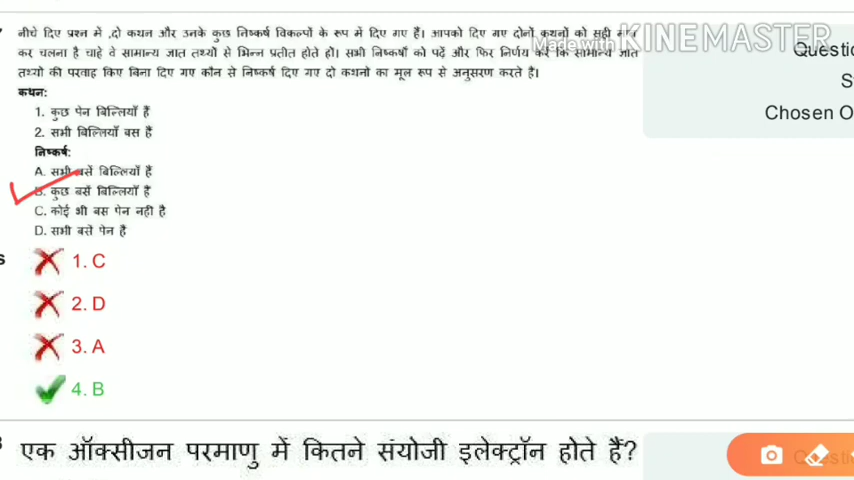 नीचे दिए प्रश्न में ,दो कथन और उनके कुछ निष्कर्ष विकल्पों के रूप में दिए गए हैं। आपको दिए गए दोनों कथनों को सही
Made with KINEMASTER
कर चलना है चाहे वे सामान्य ज्ञात तथ्यों से भिन्न प्रतीत होते हो। सभी निष्कर्षों को पढ़ें और फिर निर्णय करें कि सामान्य ज्ञात
तथ्यो की परवाह किए बिना दिए गए कौन से निष्कर्ष दिए गए दो कथनों का मूल रूप से अनुसरण करते है।
कथन:
1. कुछ पेन बिल्लियाँ हैं
2. सभी बिल्लियाँ बस हैं
निष्कर्ष:
A. सभी बसें बिल्लियाँ हैं
B. कुछ बसें बिल्लियाँ है
C. कोई भी बस पेन नही है
D. सभी बसे पेन हैं
1. C
2. D
3. A
4. B
Questio
S
Chosen O
s
एक ऑक्सीजन परमाणु में कितने संयोजी इलेक्ट्रॉन होते हैं?
Questi